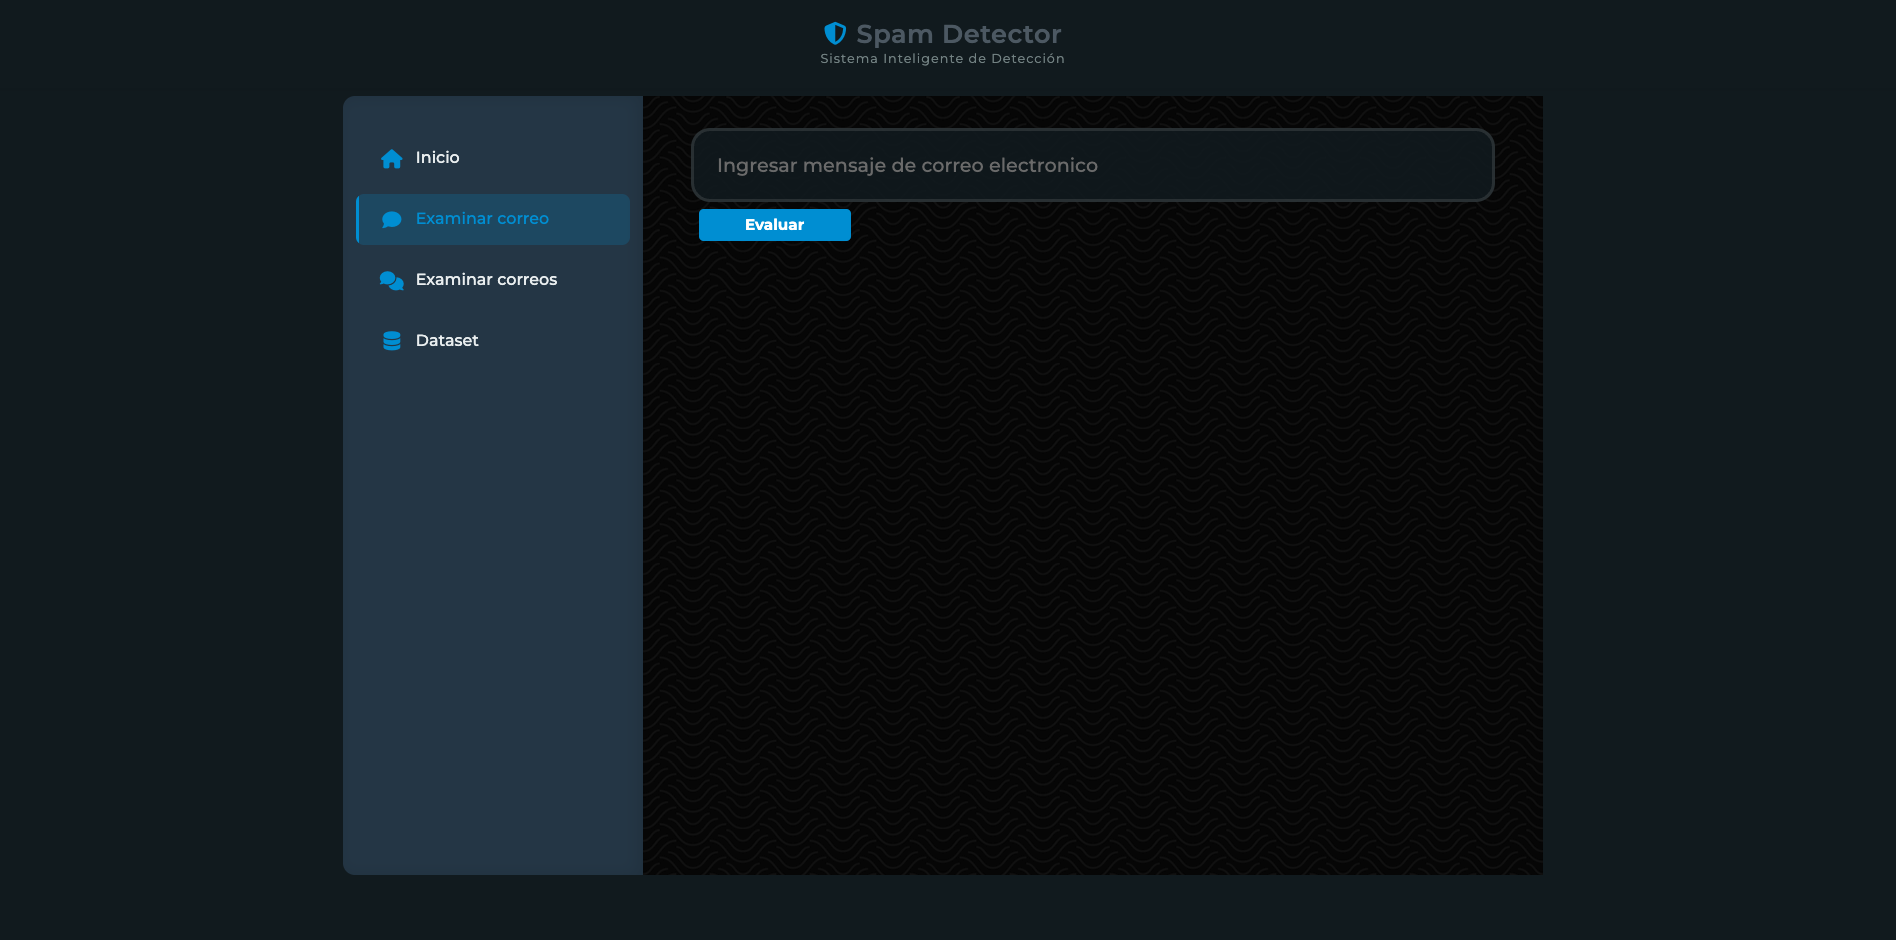 Spam Detector
Sistema Inteligente de Detección
Inicio
Examinar correo
Examinar correos
Dataset
Ingresar mensaje de correo electronico
Evaluar